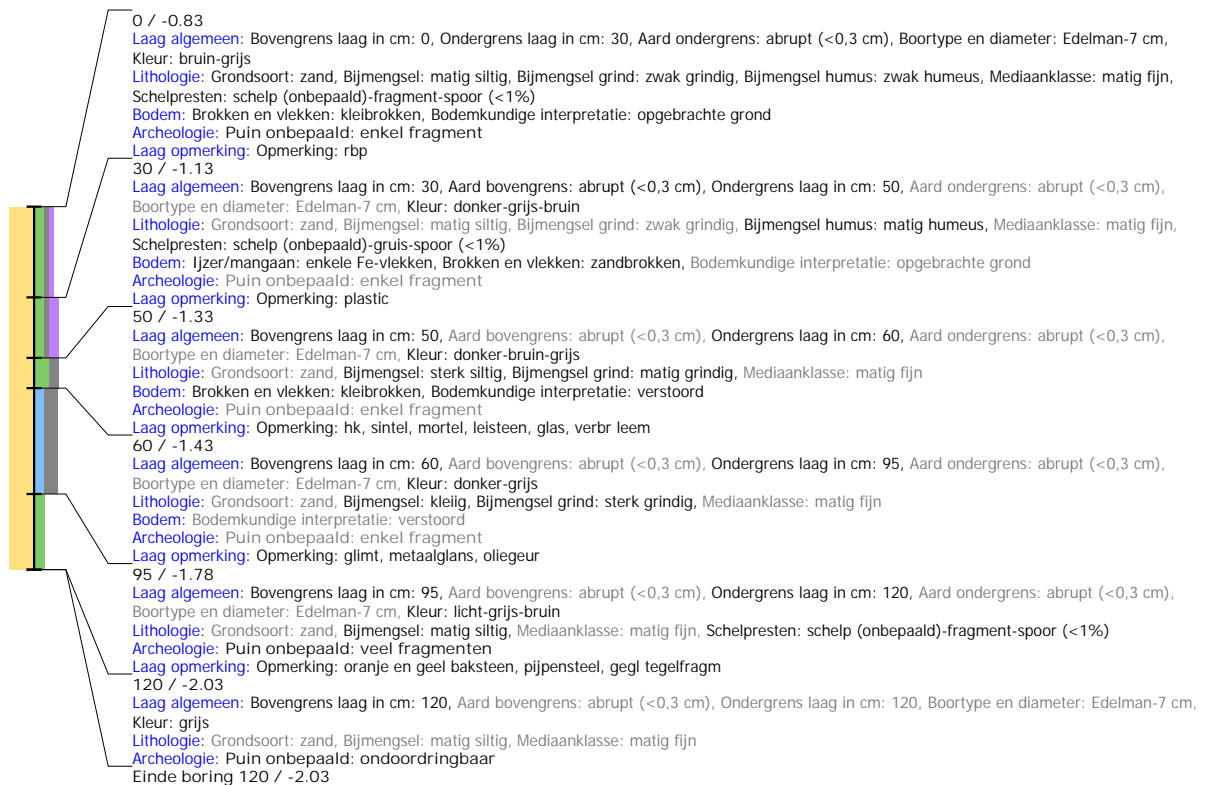 0 / -0.83
Laag algemeen: Bovengrens laag in cm: 0, Ondergrens laag in cm: 30, Aard ondergrens: abrupt (<0,3 cm), Boortype en diameter: Edelman-7 cm,
Kleur: bruin-grijs
Lithologie: Grondsoort: zand, Bijmengsel: matig siltig, Bijmengsel grind: zwak grindig, Bijmengsel humus: zwak humeus, Mediaanklasse: matig fijn,
Schelpresten: schelp (onbepaald)-fragment-spoor (<1%)
Bodem: Brokken en vlekken: kleibrokken, Bodemkundige interpretatie: opgebrachte grond
Archeologie: Puin onbepaald: enkel fragment
Laag opmerking: Opmerking: rbp
30 / -1.13
Laag algemeen: Bovengrens laag in cm: 30, Aard bovengrens: abrupt (<0,3 cm), Ondergrens laag in cm: 50, Aard ondergrens: abrupt (<0,3 cm),
Boortype en diameter: Edelman-7 cm, Kleur: donker-grijs-bruin
Lithologie: Grondsoort: zand, Bijmengsel: matig siltig, Bijmengsel grind: zwak grindig, Bijmengsel humus: matig humeus, Mediaanklasse: matig fijn,
Schelpresten: schelp (onbepaald)-gruis-spoor (<1%)
Bodem: Ijzer/mangaan: enkele Fe-vlekken, Brokken en vlekken: zandbrokken, Bodemkundige interpretatie: opgebrachte grond
Archeologie: Puin onbepaald: enkel fragment
Laag opmerking: Opmerking: plastic
50 / -1.33
Laag algemeen: Bovengrens laag in cm: 50, Aard bovengrens: abrupt (<0,3 cm), Ondergrens laag in cm: 60, Aard ondergrens: abrupt (<0,3 cm),
Boortype en diameter: Edelman-7 cm, Kleur: donker-bruin-grijs
Lithologie: Grondsoort: zand, Bijmengsel: sterk siltig, Bijmengsel grind: matig grindig, Mediaanklasse: matig fijn
Bodem: Brokken en vlekken: kleibrokken, Bodemkundige interpretatie: verstoord
Archeologie: Puin onbepaald: enkel fragment
Laag opmerking: Opmerking: hk, sintel, mortel, leisteen, glas, verbr leem
60 / -1.43
Laag algemeen: Bovengrens laag in cm: 60, Aard bovengrens: abrupt (<0,3 cm), Ondergrens laag in cm: 95, Aard ondergrens: abrupt (<0,3 cm),
Boortype en diameter: Edelman-7 cm, Kleur: donker-grijs
Lithologie: Grondsoort: zand, Bijmengsel: kleiig, Bijmengsel grind: sterk grindig, Mediaanklasse: matig fijn
Bodem: Bodemkundige interpretatie: verstoord
Archeologie: Puin onbepaald: enkel fragment
Laag opmerking: Opmerking: glimt, metaalglans, oliegeur
95 / -1.78
Laag algemeen: Bovengrens laag in cm: 95, Aard bovengrens: abrupt (<0,3 cm), Ondergrens laag in cm: 120, Aard ondergrens: abrupt (<0,3 cm),
Boortype en diameter: Edelman-7 cm, Kleur: licht-grijs-bruin
Lithologie: Grondsoort: zand, Bijmengsel: matig siltig, Mediaanklasse: matig fijn, Schelpresten: schelp (onbepaald)-fragment-spoor (<1%)
Archeologie: Puin onbepaald: veel fragmenten
Laag opmerking: Opmerking: oranje en geel baksteen, pijpensteel, gegl tegelfragm
120 / -2.03
Laag algemeen: Bovengrens laag in cm: 120, Aard bovengrens: abrupt (<0,3 cm), Ondergrens laag in cm: 120, Boortype en diameter: Edelman-7 cm,
Kleur: grijs
Lithologie: Grondsoort: zand, Bijmengsel: matig siltig, Mediaanklasse: matig fijn
Archeologie: Puin onbepaald: ondoordringbaar
Einde boring 120 / -2.03